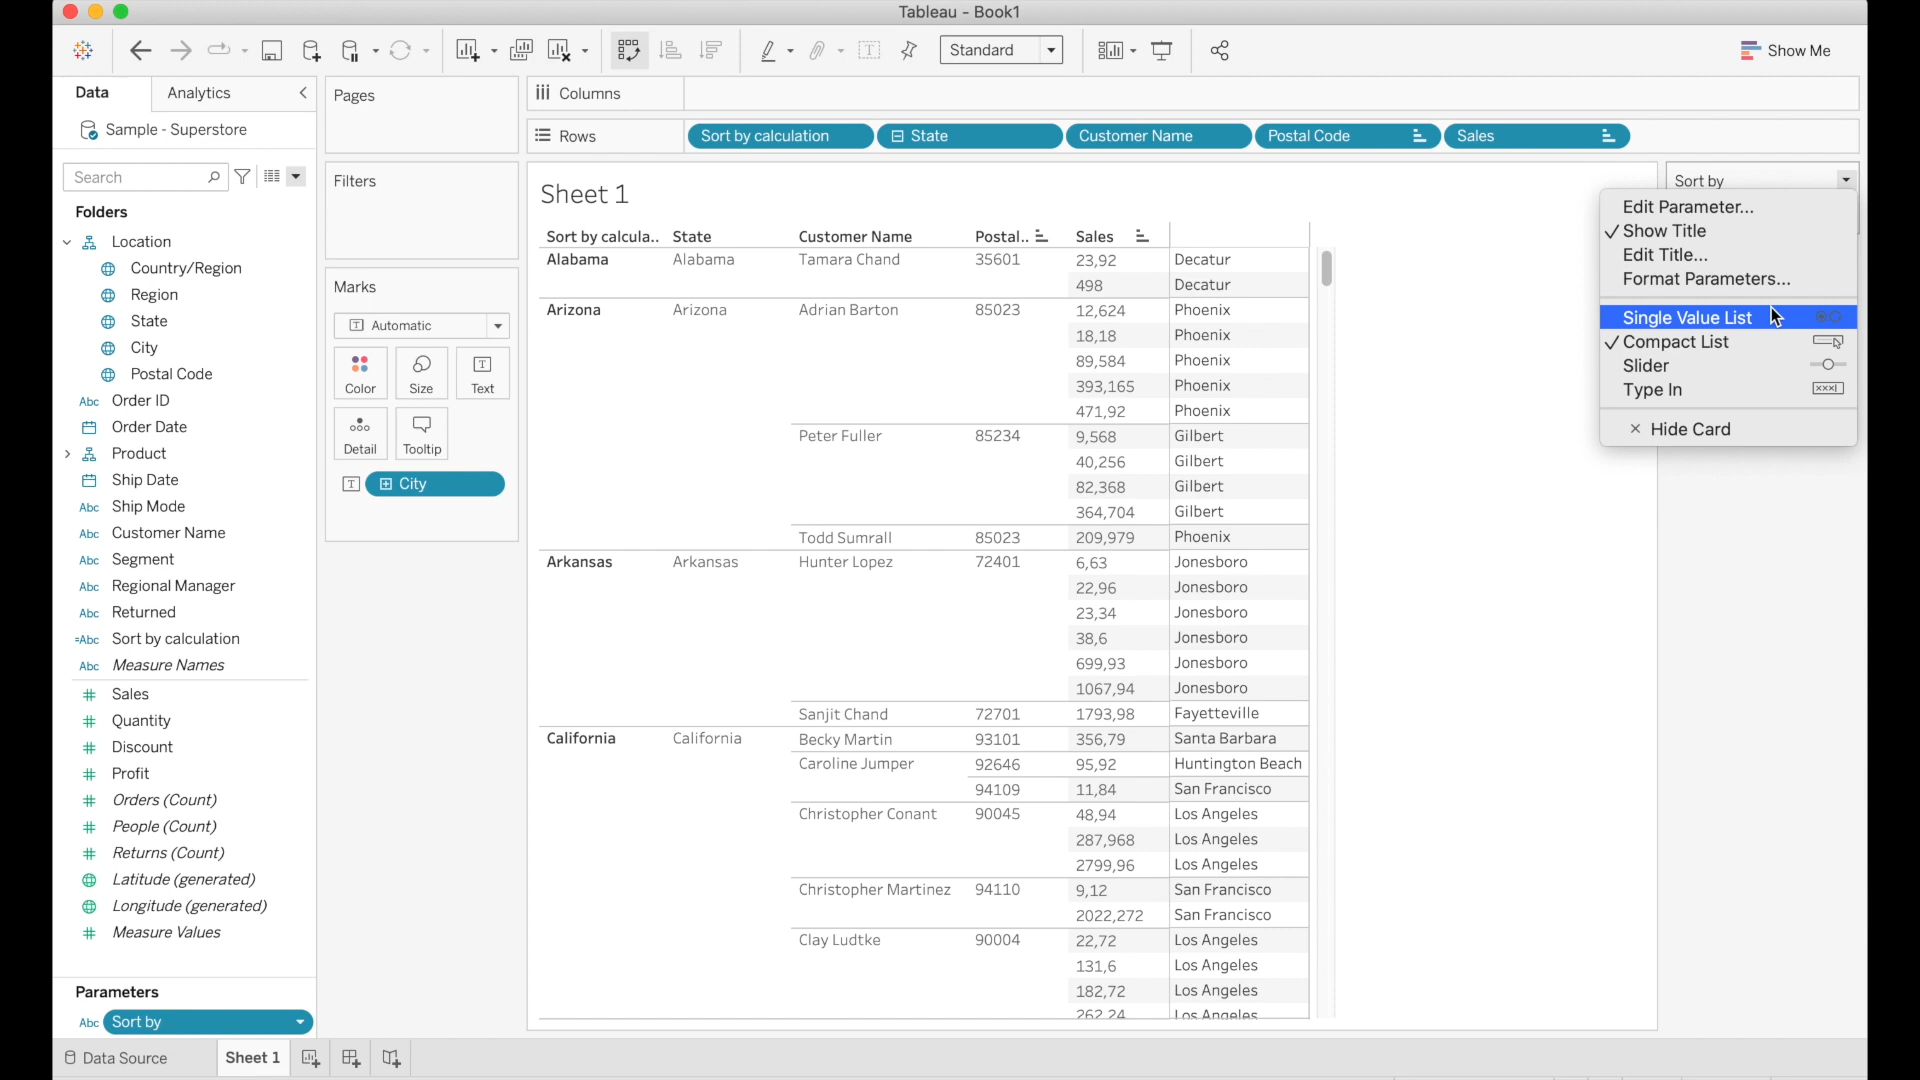 Tableau - Book1
Standard
Show Me
Data
Analytics
Sample - Superstore
Search
Folders
Location
Country/Region
Region
State
City
Postal Code
Abc Order ID
Order Date
Product
Ship Date
Abc Ship Mode
Abc Customer Name
Abc Segment
Abc Regional Manager
Abc Returned
=Abc Sort by calculation
Abc Measure Names
Sales
Quantity
Discount
Profit
Orders (Count)
People (Count)
Returns (Count)
Latitude (generated)
Longitude (generated)
Measure Values
Parameters
Abc Sort by
Pages
Filters
Marks
Automatic
Color Size Text
Detail Tooltip
City
Columns
Rows Sort by calculation State Customer Name Postal Code Sales
Sheet 1
Sort by calcula.. State Customer Name Postal.. Sales
Alabama Alabama Tamara Chand 35601 23,92 Decatur
498 Decatur
Arizona Arizona Adrian Barton 85023 12,624 Phoenix
18,18 Phoenix
89,584 Phoenix
393,165 Phoenix
471,92 Phoenix
Peter Fuller 85234 9,568 Gilbert
40,256 Gilbert
82,368 Gilbert
364,704 Gilbert
Todd Sumrall 85023 209,979 Phoenix
Arkansas Arkansas Hunter Lopez 72401 6,63 Jonesboro
22,96 Jonesboro
23,34 Jonesboro
38,6 Jonesboro
699,93 Jonesboro
1067,94 Jonesboro
Sanjit Chand 72701 1793,98 Fayetteville
California California Becky Martin 93101 356,79 Santa Barbara
Caroline Jumper 92646 95,92 Huntington Beach
94109 11,84 San Francisco
Christopher Conant 90045 48,94 Los Angeles
287,968 Los Angeles
2799,96 Los Angeles
Christopher Martinez 94110 9,12 San Francisco
2022,272 San Francisco
Clay Ludtke 90004 22,72 Los Angeles
131,6 Los Angeles
182,72 Los Angeles
262,24 Los Angeles
Sort by
Edit Parameter...
Show Title
Edit Title...
Format Parameters...
Single Value List
Compact List
Slider
Type In
Hide Card
Data Source
Sheet 1